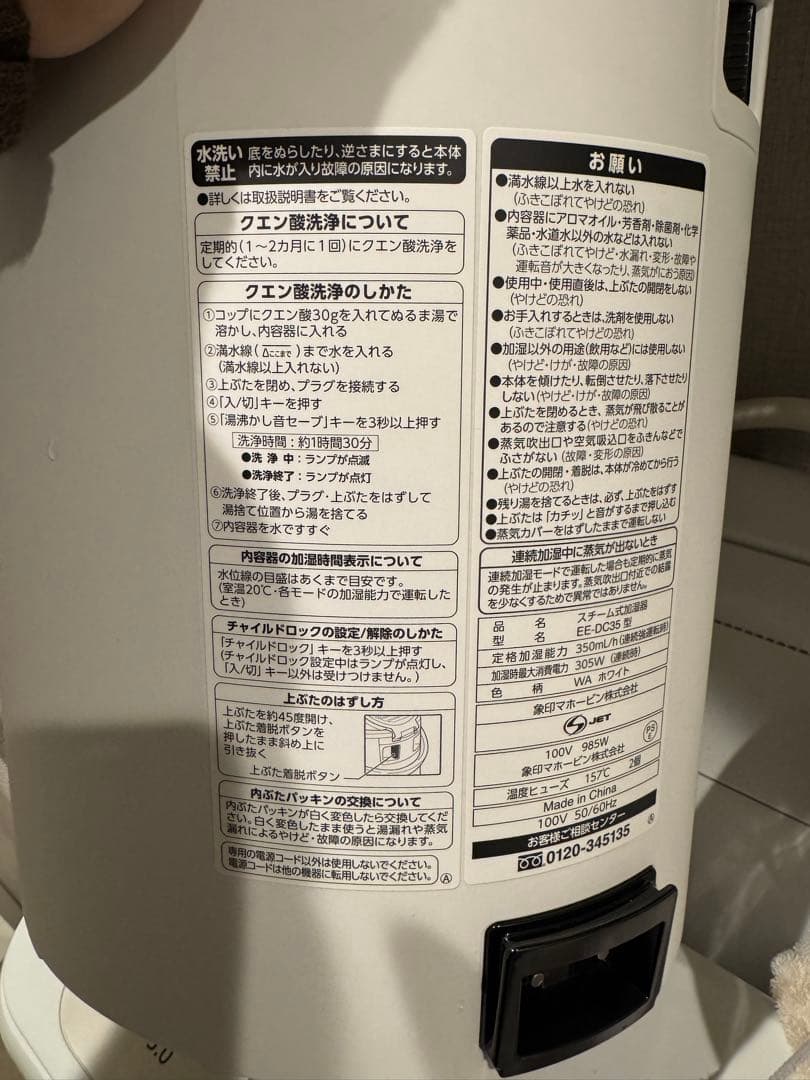 水洗い
禁止
底をぬらしたり、逆さまにすると本体
内に水が入り故障の原因になります。
●詳しくは取扱説明書をご覧ください。
クエン酸洗浄について
定期的(1〜2カ月に1回)にクエン酸洗浄を
してください。
クエン酸洗浄のしかた
①コップにクエン酸30gを入れてぬるま湯で
溶かし、内容器に入れる
②満水線(△ここまで)まで水を入れる
(満水線以上入れない)
③上ぶたを閉め、プラグを接続する
④「入/切」キーを押す
⑤「湯沸かし音セーブ」キーを3秒以上押す
洗浄時間:約1時間30分
●洗 浄 中:ランプが点滅
●洗浄終了:ランプが点灯
⑥洗浄終了後、プラグ・上ぶたをはずして
湯捨て位置から湯を捨てる
⑦内容器を水ですすぐ
内容器の加湿時間表示について
水位線の目盛はあくまで目安です。
(室温20℃・各モードの加湿能力で運転した
とき)
チャイルドロックの設定/解除のしかた
「チャイルドロック」キーを3秒以上押す
(チャイルドロック設定中はランプが点灯し、
「入/切」キー以外は受けつけません。)
上ぶたのはずし方
上ぶたを約45度開け、
上ぶた着脱ボタンを
押したまま斜め上に
引き抜く
上ぶた着脱ボタン
内ぶたパッキンの交換について
内ぶたパッキンが白く変色したら交換してくだ
さい。白く変色したまま使うと湯漏れや蒸気
漏れによるやけど・故障の原因になります。
専用の電源コード以外は使用しないでください。
電源コードは他の機器に転用しないでください。
Ⓐ
お願い
●満水線以上水を入れない
(ふきこぼれてやけどの恐れ)
●内容器にアロマオイル・芳香剤・除菌剤・化学
薬品・水道水以外の水などは入れない
(ふきこぼれてやけど・水漏れ・変形・故障や
運転音が大きくなったり、蒸気がにおう原因)
●使用中・使用直後は、上ぶたの開閉をしない
(やけどの恐れ)
●お手入れするときは、洗剤を使用しない
(ふきこぼれてやけどの恐れ)
●加湿以外の用途(飲用など)には使用しない
(やけど・けが・故障の原因)
●本体を傾けたり、転倒させたり、落下させたり
しない(やけど・けが・故障の原因)
●上ぶたを閉めるとき、蒸気が飛び散ることが
あるので注意する(やけどの恐れ)
●蒸気吹出口や空気吸込口をふきんなどで
ふさがない(故障・変形の原因)
●上ぶたの開閉・着脱は、本体が冷めてから行う
(やけどの恐れ)
●残り湯を捨てるときは、必ず、上ぶたをはずす
●上ぶたは「カチッ」と音がするまで押し込む
●蒸気カバーをはずしたままで運転しない
連続加湿中に蒸気が出ないとき
連続加湿モードで運転した場合も定期的に蒸気
の発生が止まります。蒸気吹出口付近での結露
を少なくするためで異常ではありません。
品 名 スチーム式加湿器
型 名 EE-DC35 型
定格加湿能力 350mL/h(連続強運転時)
加湿時最大消費電力 305W(連続時)
色 柄 WA ホワイト
象印マホービン株式会社
JET
PS
E
100V 985W
象印マホービン株式会社
温度ヒューズ 157℃ 2個
Made in China
100V 50/60Hz
お客様ご相談センター
0120-345135
Ⓐ